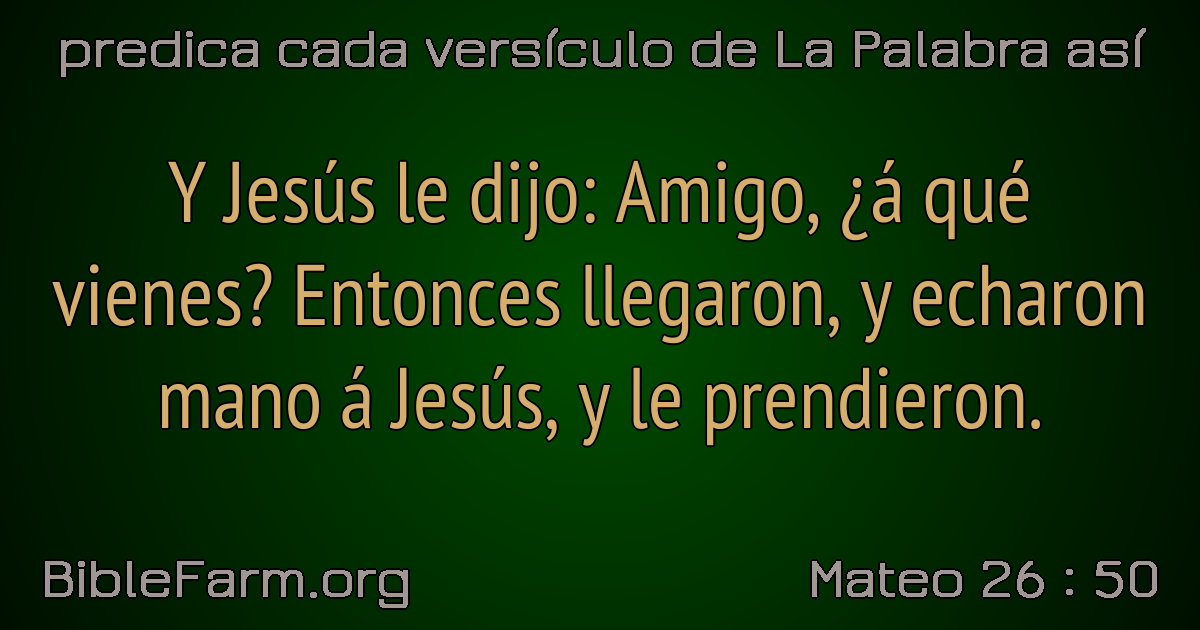 predica cada versículo de La Palabra así
Y Jesús le dijo: Amigo, ¿á qué
vienes? Entonces llegaron, y echaron
mano á Jesús, y le prendieron.
BibleFarm.org
Mateo 26 : 50